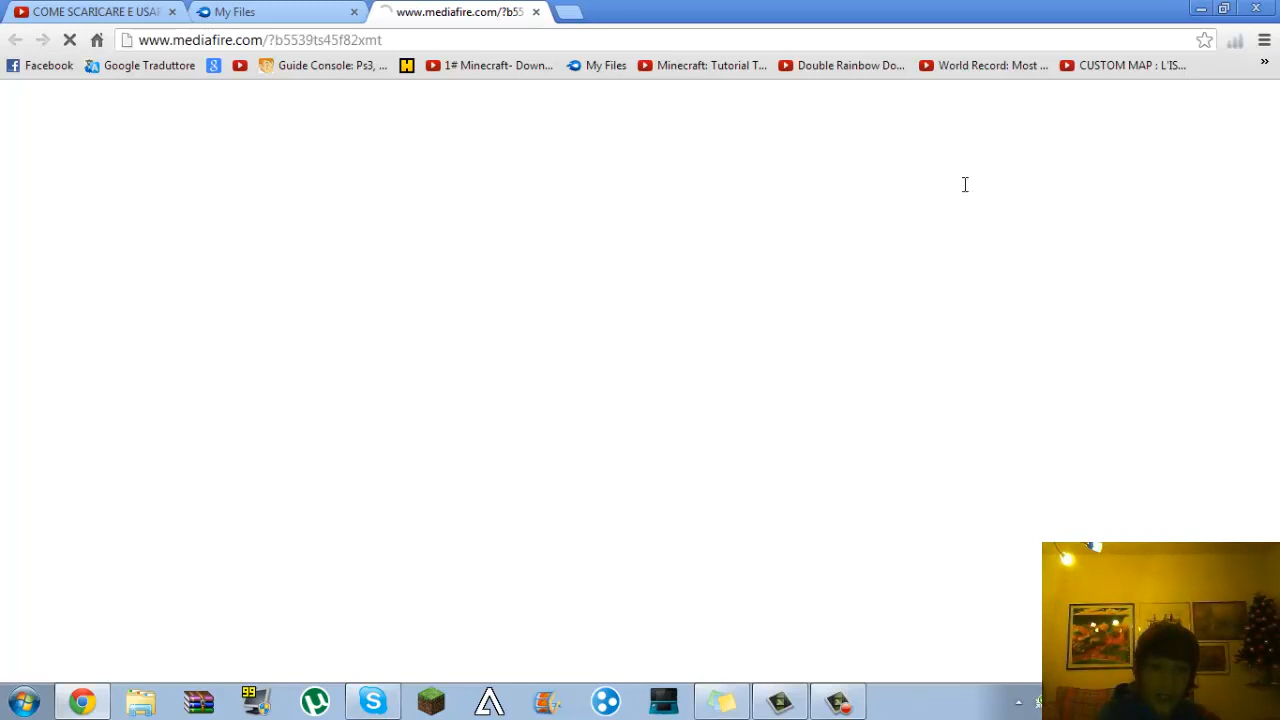 COME SCARICARE E USAR
My Files
www.mediafire.com/?b55
www.mediafire.com/?b5539ts45f82xmt
Facebook
Google Traduttore
Guide Console: Ps3, ...
1# Minecraft- Down...
My Files
Minecraft: Tutorial T...
Double Rainbow Do...
World Record: Most ...
CUSTOM MAP : L'IS...
99